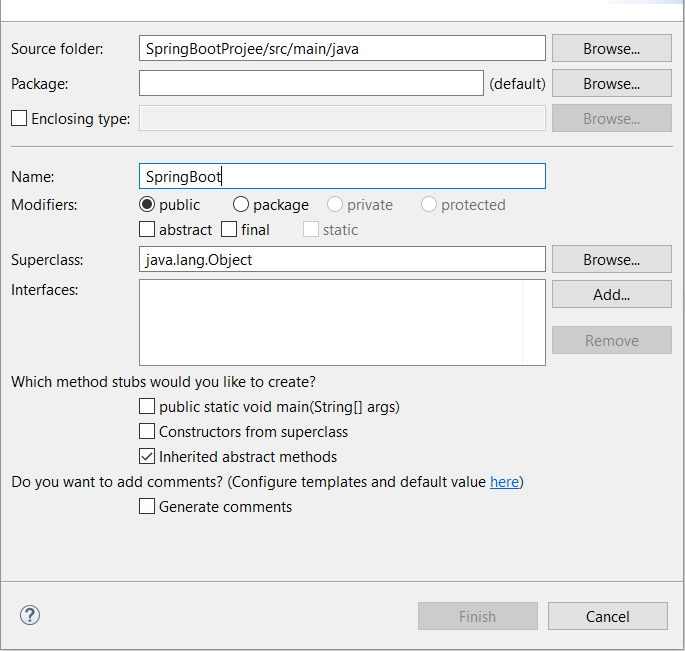 Source folder: SpringBootProjee/src/main/java Browse...
Package: (default) Browse...
Enclosing type: Browse...
Name: SpringBoot
Modifiers: public package private protected
abstract final static
Superclass: java.lang.Object Browse...
Interfaces: Add...
Remove
Which method stubs would you like to create?
public static void main(String[] args)
Constructors from superclass
Inherited abstract methods
Do you want to add comments? (Configure templates and default value here)
Generate comments
? Finish Cancel